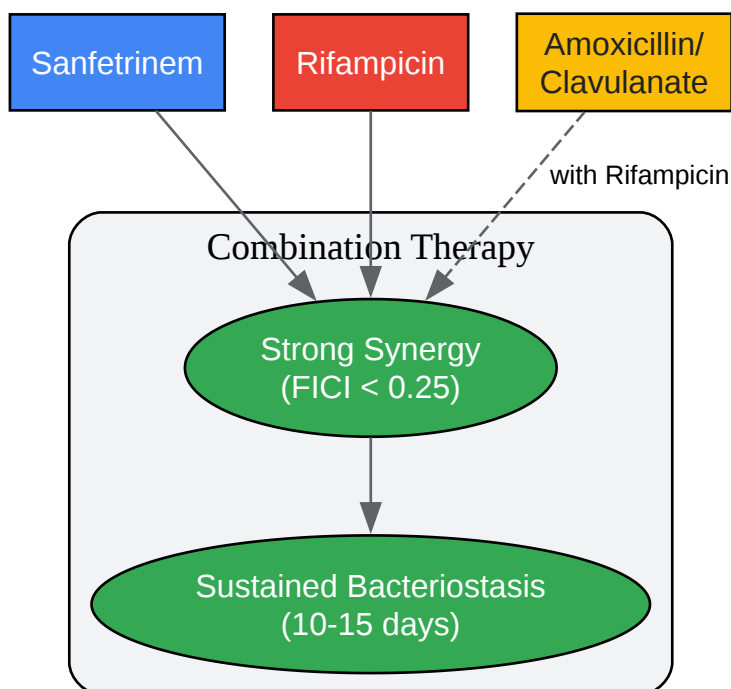 Sanfetrinem
Rifampicin
Amoxicillin/
Clavulanate
with Rifampicin
Combination Therapy
Strong Synergy
(FICI < 0.25)
Sustained Bacteriostasis
(10-15 days)